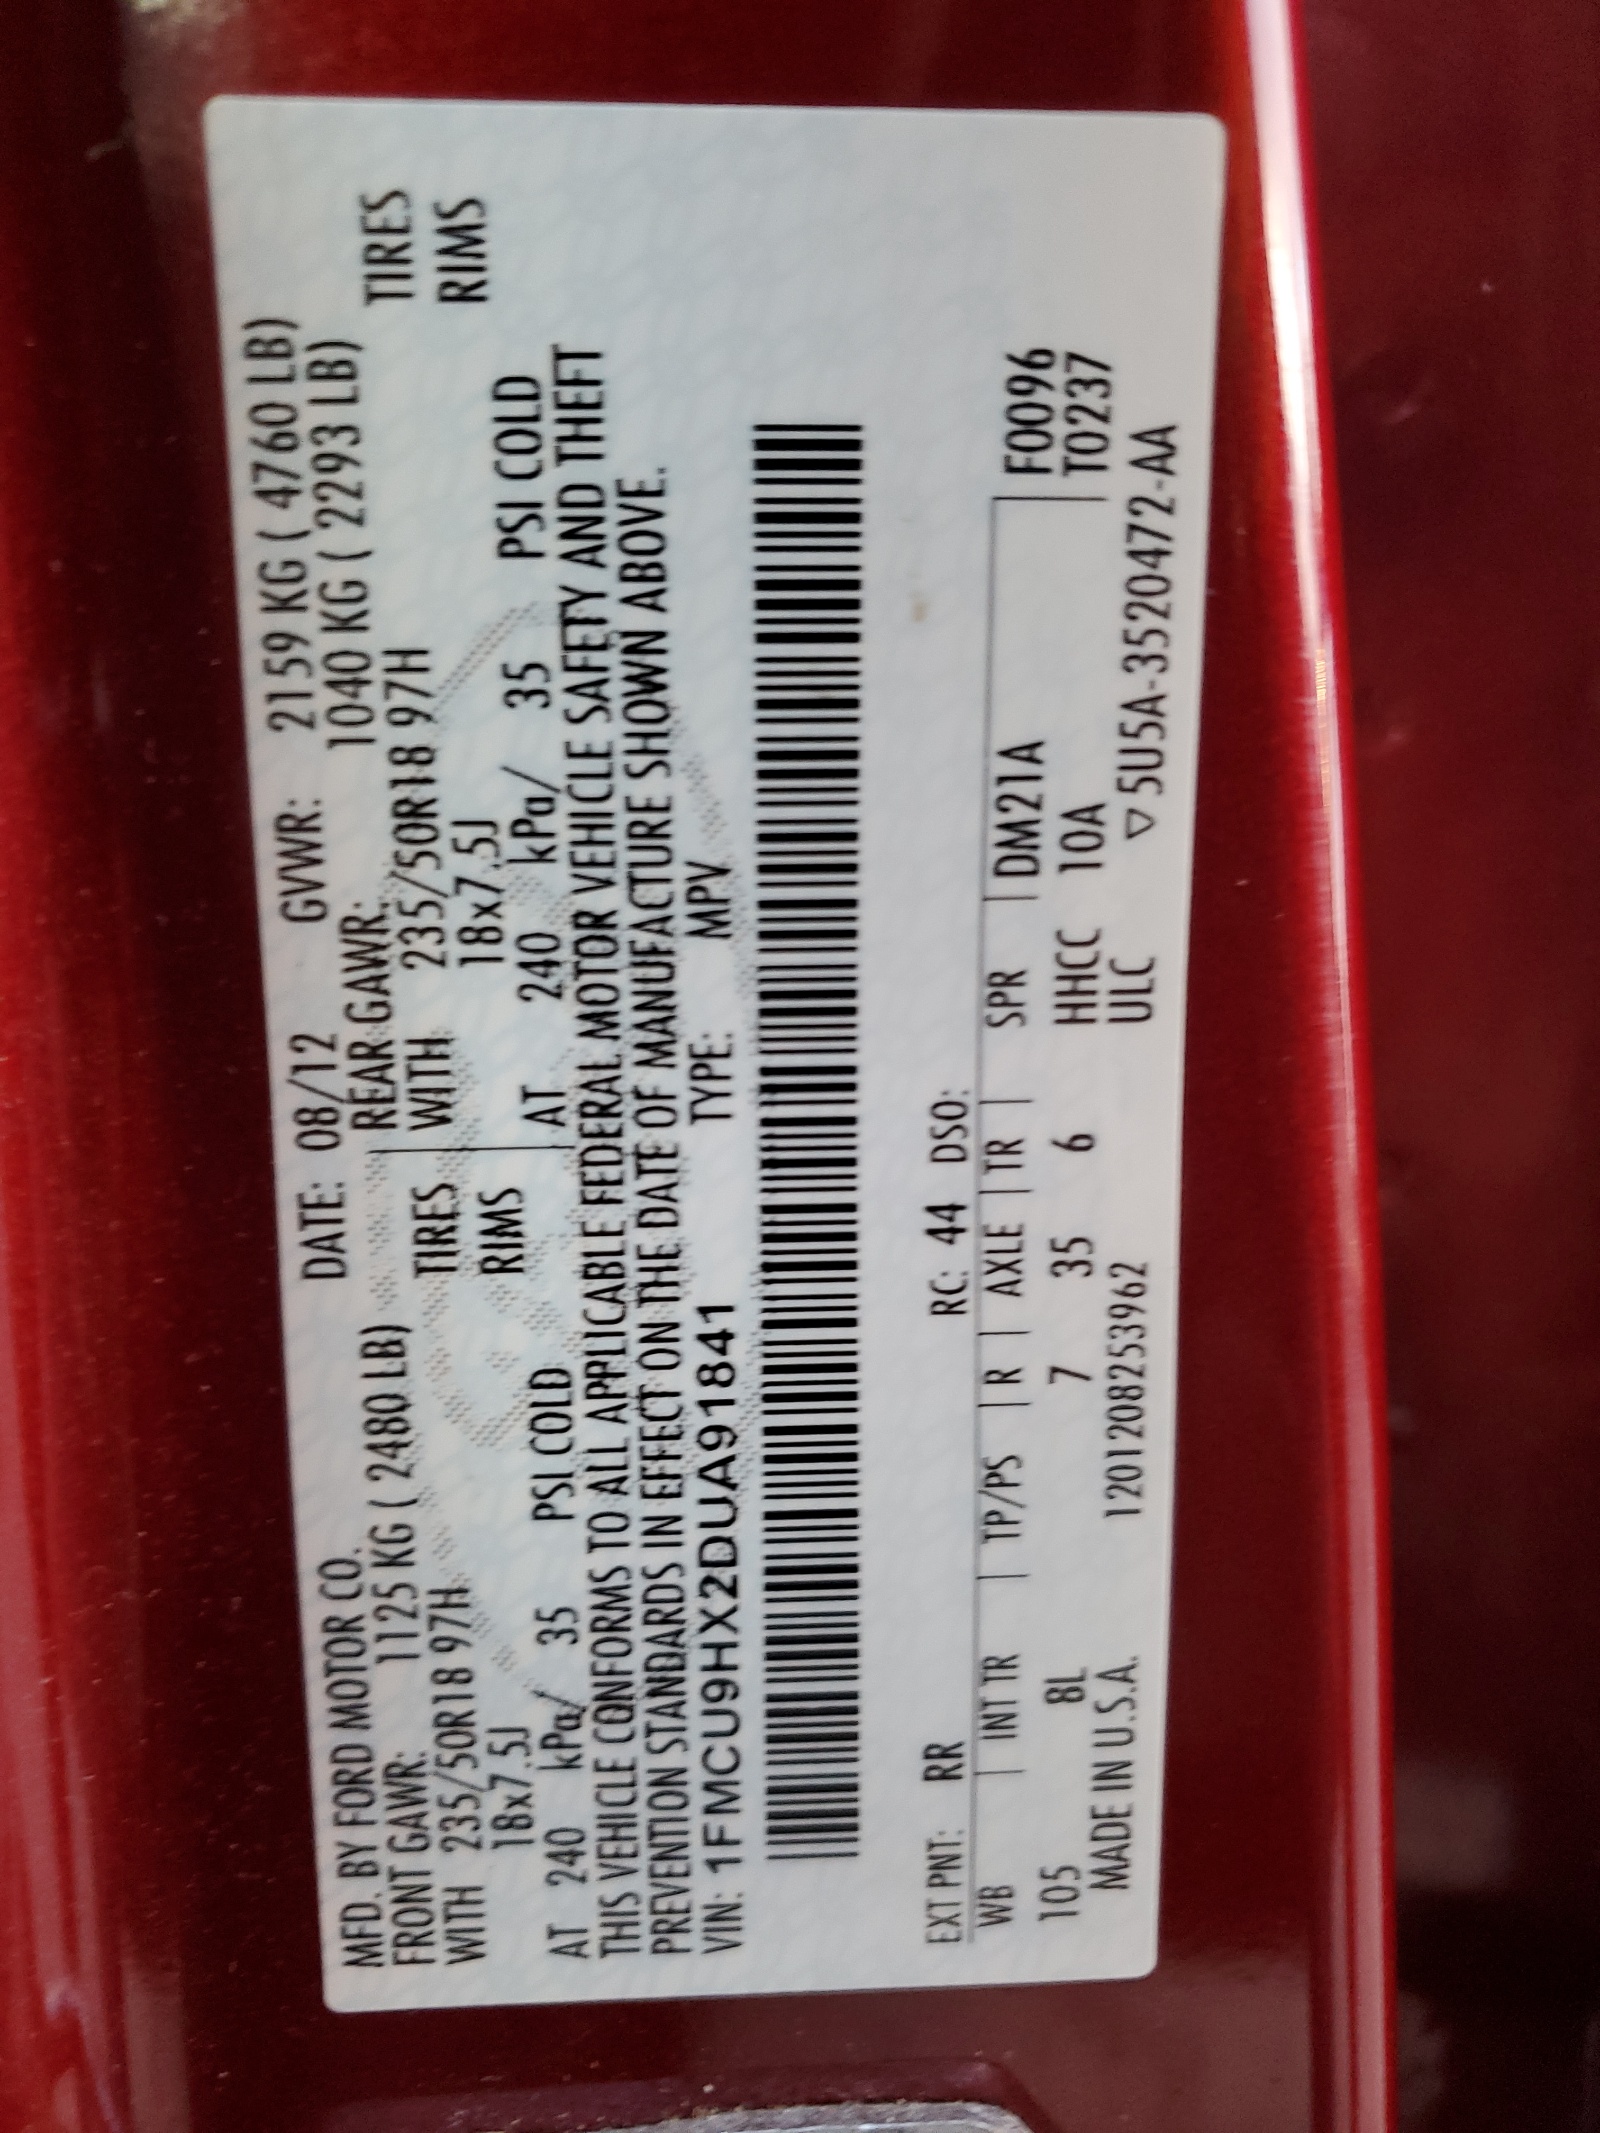 MFD. BY FORD MOTOR CO. DATE: 08/12 GVWR: 2159 KG ( 4760 LB)
FRONT GAWR: 1125 KG ( 2480 LB) REAR GAWR: 1040 KG ( 2293 LB)
WITH 235/50R18 97H TIRES WITH 235/50R18 97H TIRES
18x7.5J RIMS 18x7.5J RIMS
AT 240 kPa/ 35 PSI COLD AT 240 kPa/ 35 PSI COLD
THIS VEHICLE CONFORMS TO ALL APPLICABLE FEDERAL MOTOR VEHICLE SAFETY AND THEFT
PREVENTION STANDARDS IN EFFECT ON THE DATE OF MANUFACTURE SHOWN ABOVE.
VIN: 1FMCU9HX2DUA91841 TYPE: MPV
EXT PNT: RR RC: 44 DSO:
WB | INT TR | TP/PS | R | AXLE | TR | SPR | DM21A F0096
105 8L 7 35 6 HHCC 10A T0237
MADE IN U.S.A. 1201208253962 ULC ▽5U5A-3520472-AA